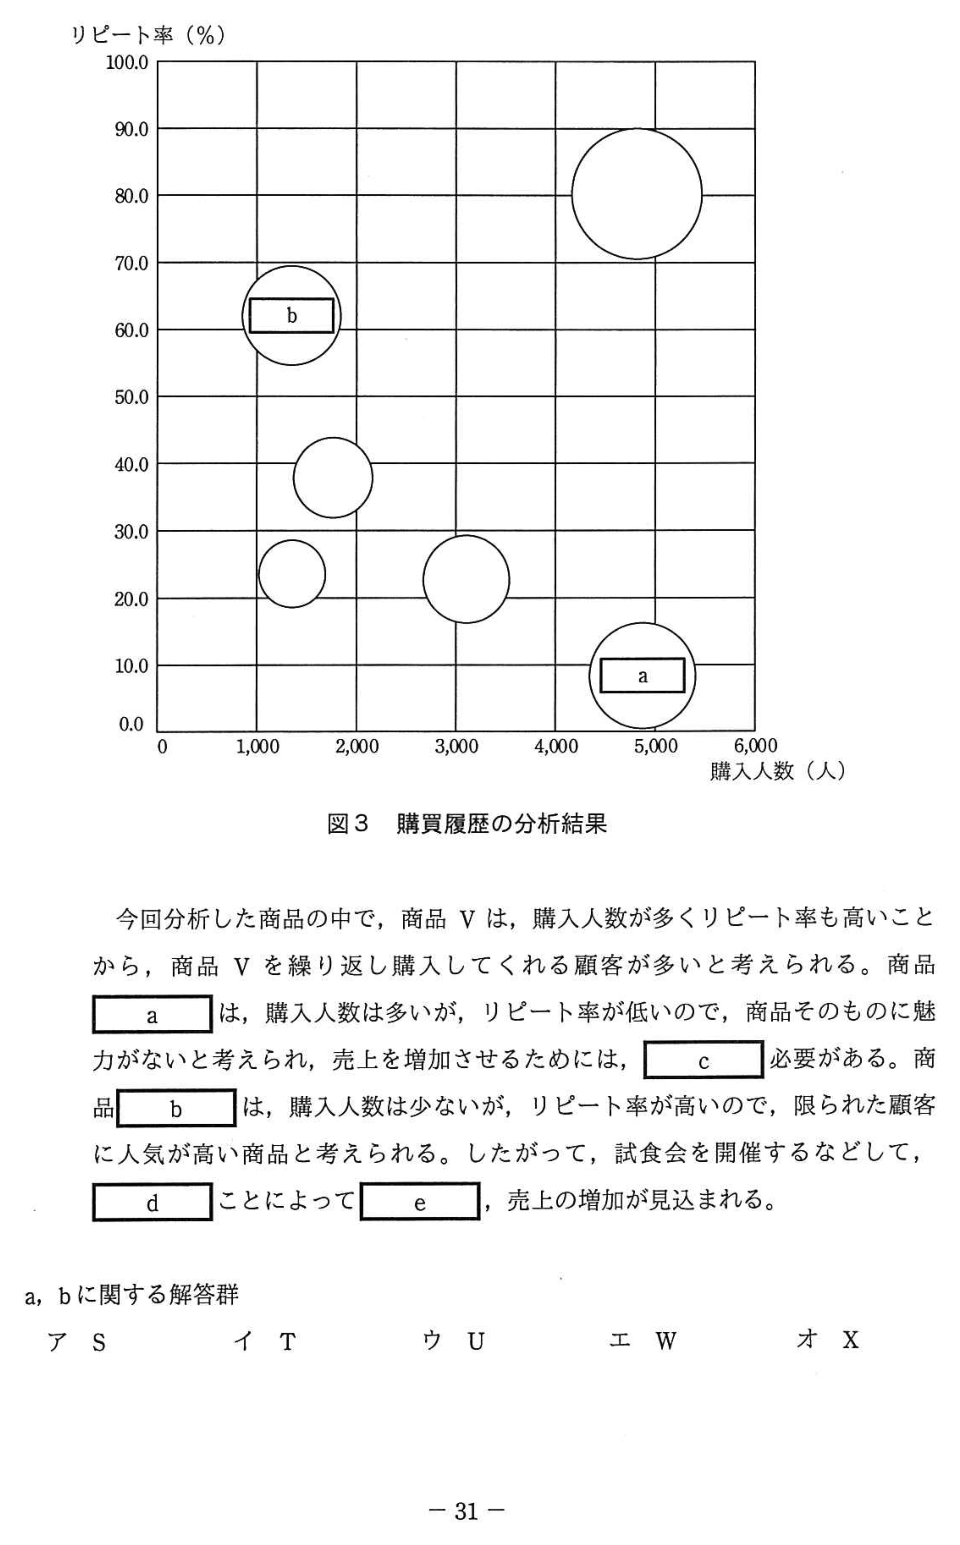 リピート率（％）
100.0
90.0
80.0
70.0
b
60.0
50.0
40.0
30.0
20.0
10.0
a
0.0
0 1,000 2,000 3,000 4,000 5,000 6,000
購入人数（人）
図３　購買履歴の分析結果
今回分析した商品の中で，商品 V は，購入人数が多くリピート率も高いこと
から，商品 V を繰り返し購入してくれる顧客が多いと考えられる。商品
a は，購入人数は多いが，リピート率が低いので，商品そのものに魅
力がないと考えられ，売上を増加させるためには， c 必要がある。商
品 b は，購入人数は少ないが，リピート率が高いので，限られた顧客
に人気が高い商品と考えられる。したがって，試食会を開催するなどして，
d ことによって e ，売上の増加が見込まれる。
a，b に関する解答群
ア　S　イ　T　ウ　U　エ　W　オ　X
－ 31 －